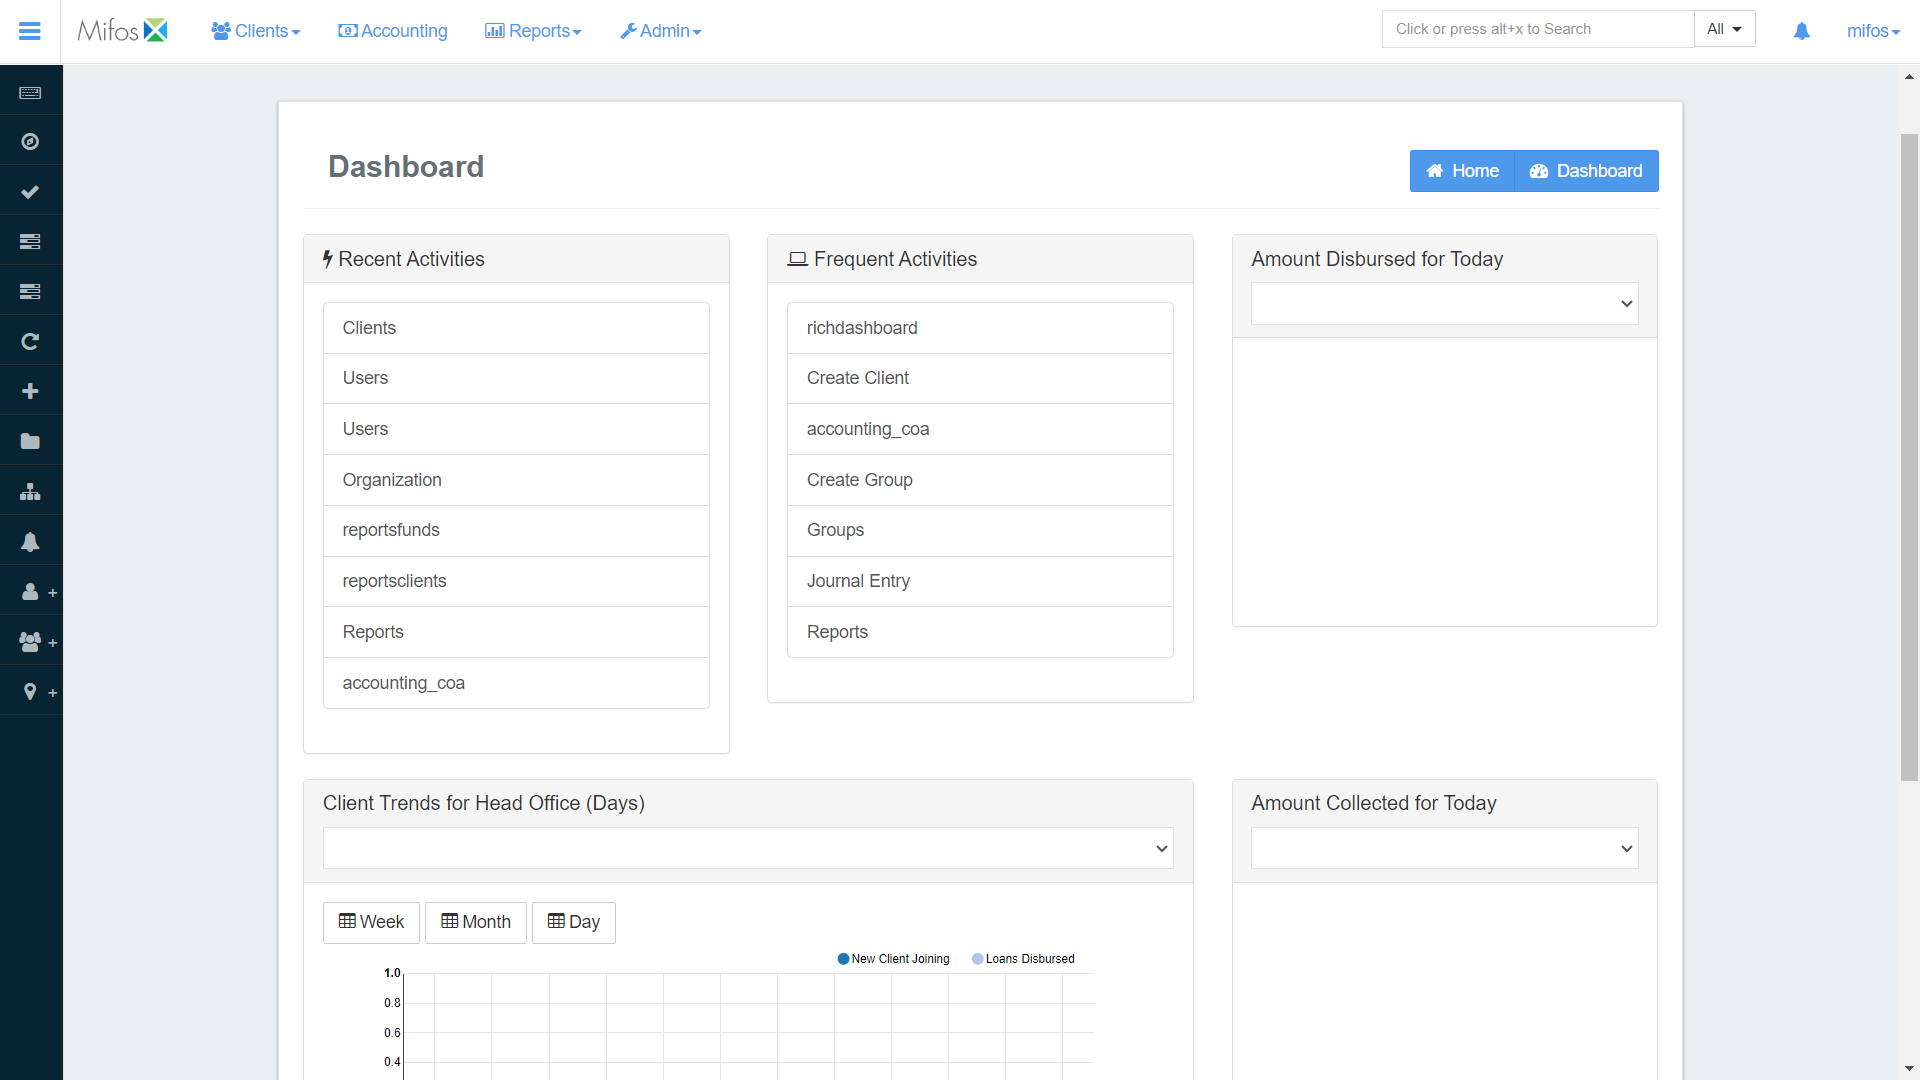 Mifos
Clients
Accounting
Reports
Admin
Click or press alt+x to Search
All
mifos
Dashboard
Home
Dashboard
Recent Activities
Clients
Users
Users
Organization
reportsfunds
reportsclients
Reports
accounting_coa
Frequent Activities
richdashboard
Create Client
accounting_coa
Create Group
Groups
Journal Entry
Reports
Amount Disbursed for Today
Client Trends for Head Office (Days)
Week
Month
Day
New Client Joining
Loans Disbursed
1.0
0.8
0.6
0.4
Amount Collected for Today